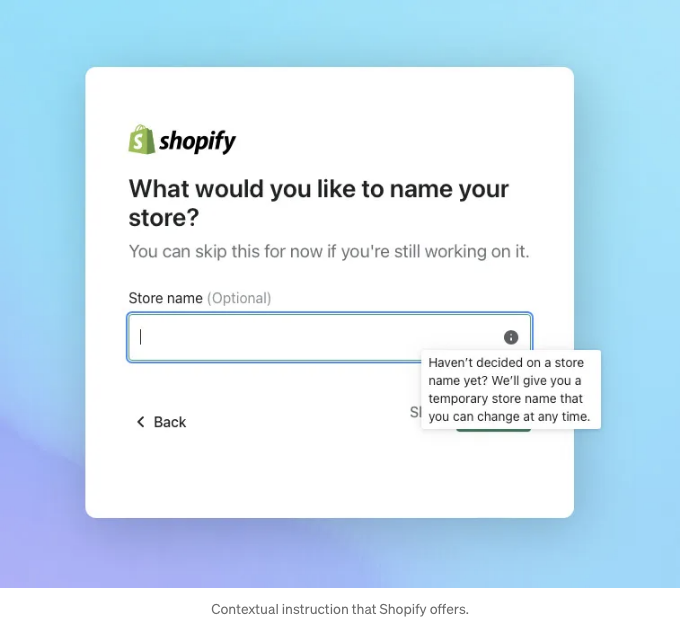 shopify
What would you like to name your
store?
You can skip this for now if you're still working on it.
Store name (Optional)
Haven't decided on a store
name yet? We'll give you a
temporary store name that
you can change at any time.
Back
Contextual instruction that Shopify offers.